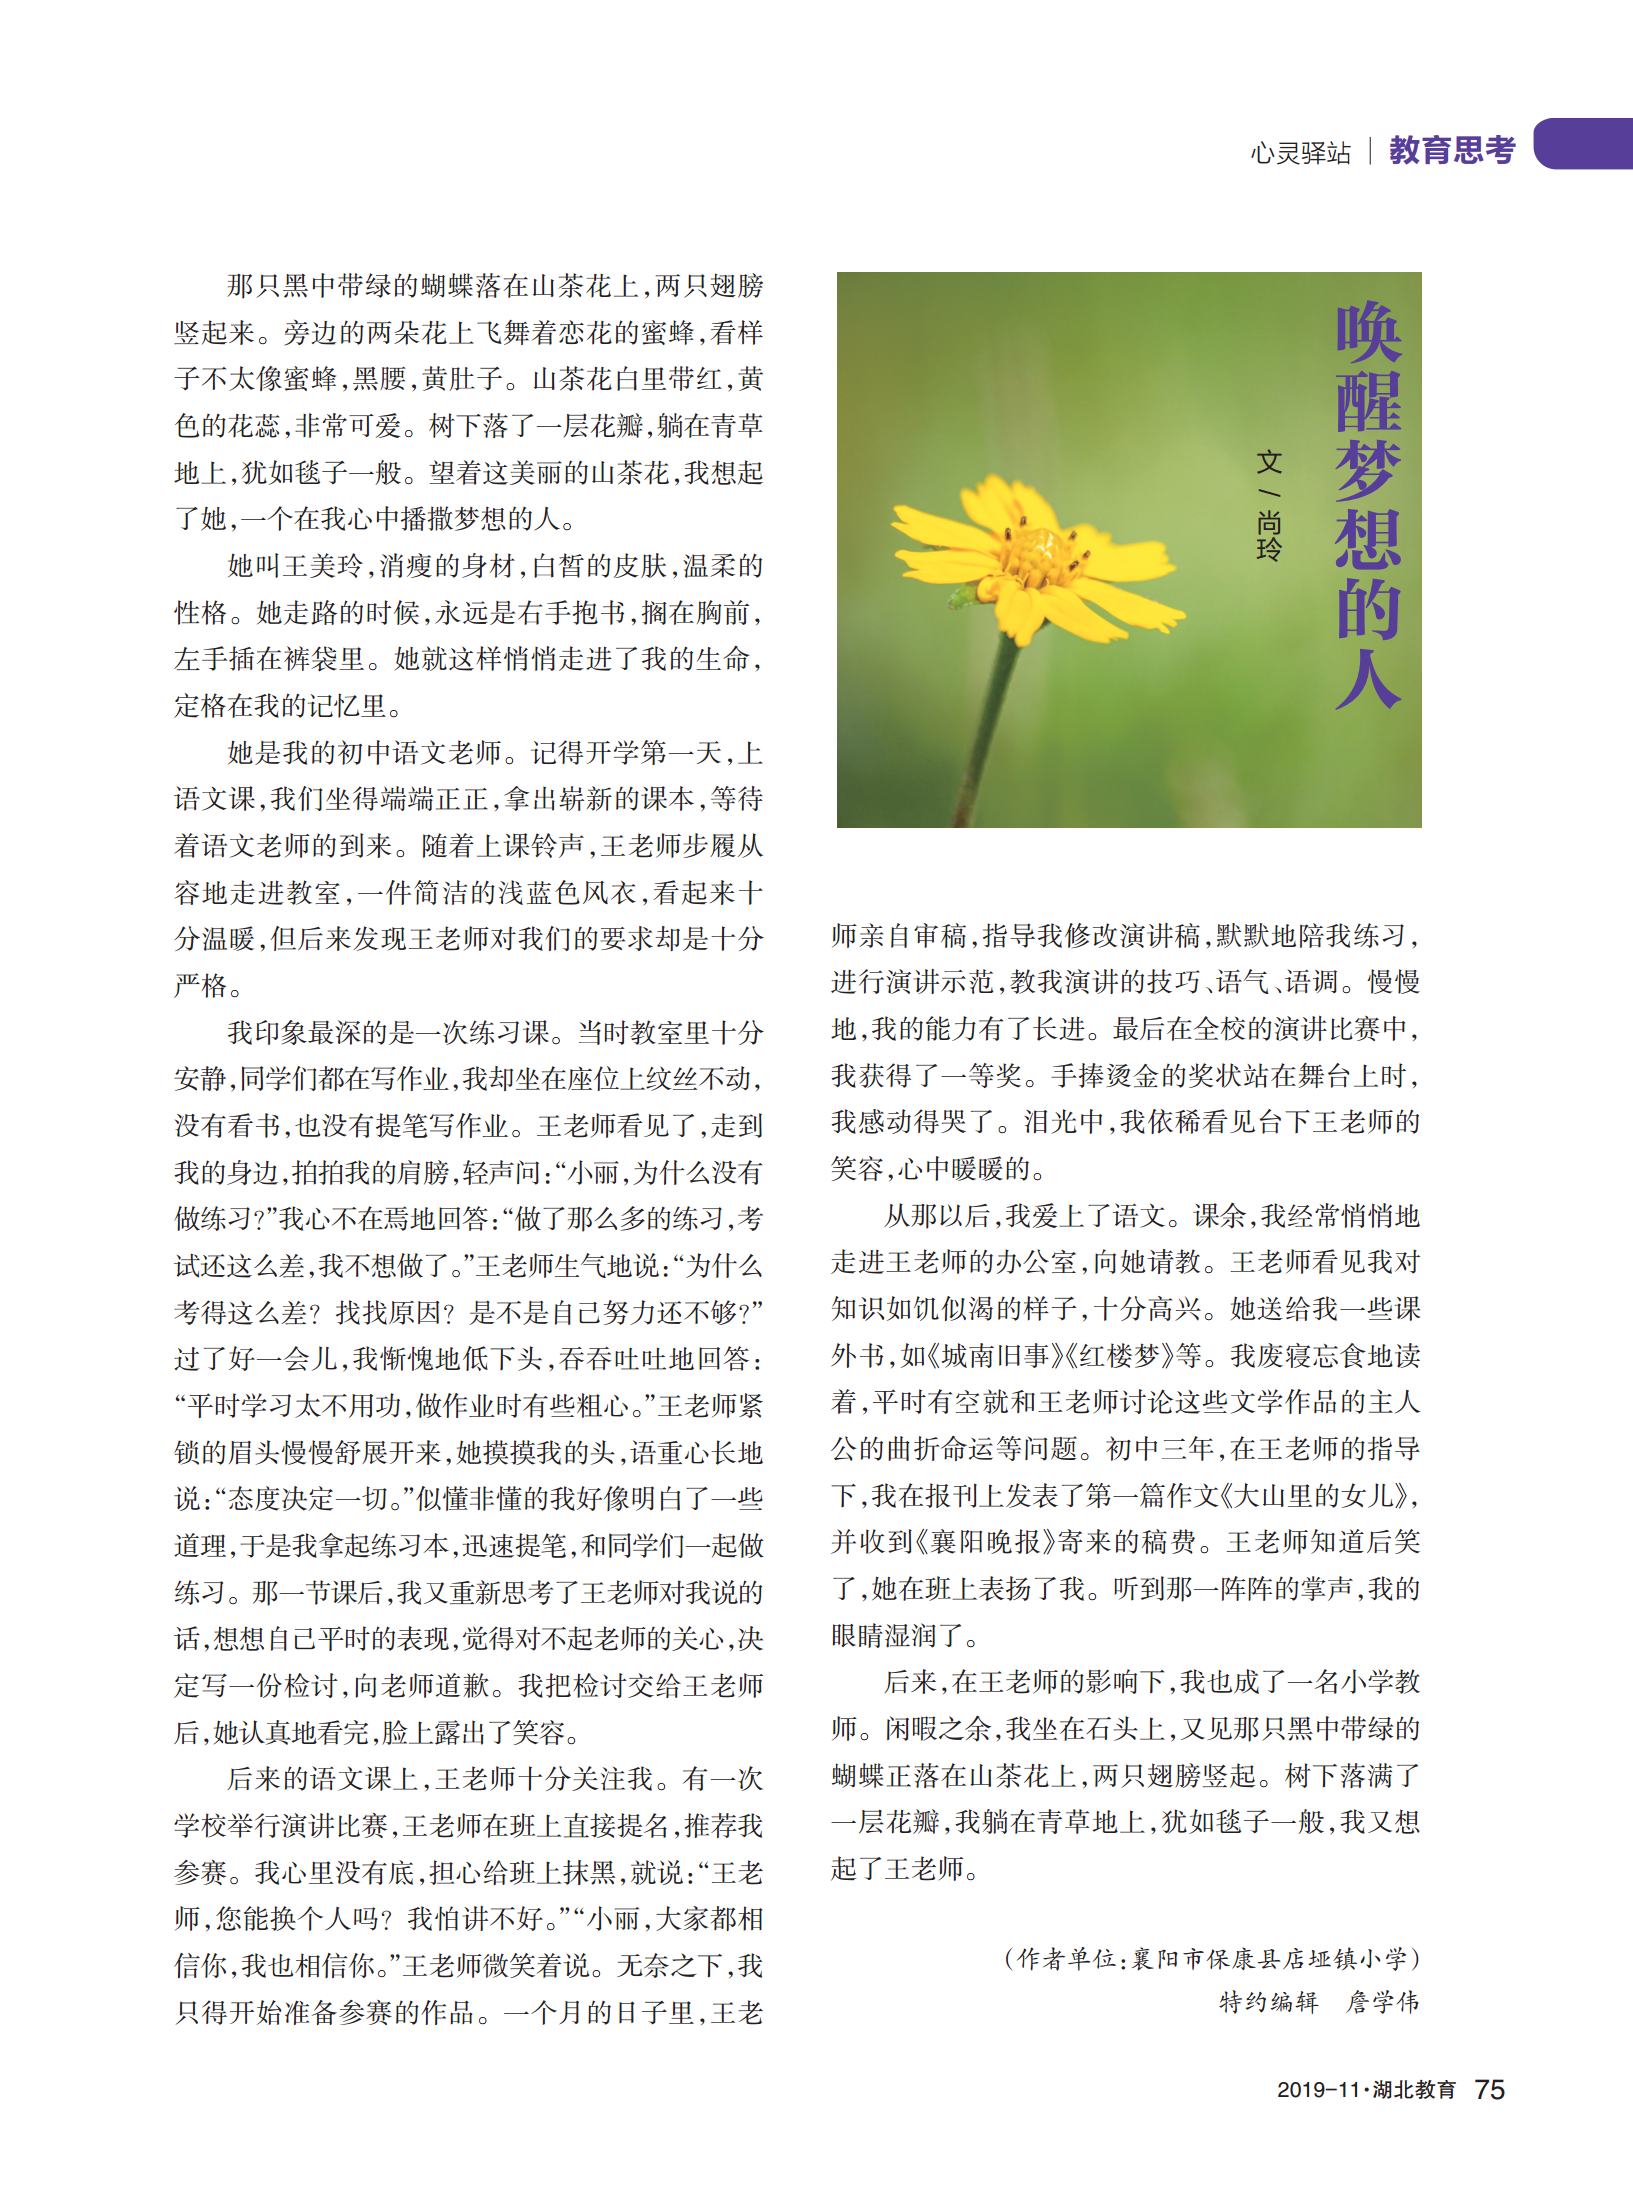 心灵驿站 | 教育思考
唤醒梦想的人
文/尚玲
那只黑中带绿的蝴蝶落在山茶花上,两只翅膀
竖起来。旁边的两朵花上飞舞着恋花的蜜蜂,看样
子不太像蜜蜂,黑腰,黄肚子。山茶花白里带红,黄
色的花蕊,非常可爱。树下落了一层花瓣,躺在青草
地上,犹如毯子一般。望着这美丽的山茶花,我想起
了她,一个在我心中播撒梦想的人。
她叫王美玲,消瘦的身材,白皙的皮肤,温柔的
性格。她走路的时候,永远是右手抱书,搁在胸前,
左手插在裤袋里。她就这样悄悄走进了我的生命,
定格在我的记忆里。
她是我的初中语文老师。记得开学第一天,上
语文课,我们坐得端端正正,拿出崭新的课本,等待
着语文老师的到来。随着上课铃声,王老师步履从
容地走进教室,一件简洁的浅蓝色风衣,看起来十
分温暖,但后来发现王老师对我们的要求却是十分
严格。
我印象最深的是一次练习课。当时教室里十分
安静,同学们都在写作业,我却坐在座位上纹丝不动,
没有看书,也没有提笔写作业。王老师看见了,走到
我的身边,拍拍我的肩膀,轻声问:“小丽,为什么没有
做练习?”我心不在焉地回答:“做了那么多的练习,考
试还这么差,我不想做了。”王老师生气地说:“为什么
考得这么差? 找找原因? 是不是自己努力还不够?”
过了好一会儿,我惭愧地低下头,吞吞吐吐地回答:
“平时学习太不用功,做作业时有些粗心。”王老师紧
锁的眉头慢慢舒展开来,她摸摸我的头,语重心长地
说:“态度决定一切。”似懂非懂的我好像明白了一些
道理,于是我拿起练习本,迅速提笔,和同学们一起做
练习。那一节课后,我又重新思考了王老师对我说的
话,想想自己平时的表现,觉得对不起老师的关心,决
定写一份检讨,向老师道歉。我把检讨交给王老师
后,她认真地看完,脸上露出了笑容。
后来的语文课上,王老师十分关注我。有一次
学校举行演讲比赛,王老师在班上直接提名,推荐我
参赛。我心里没有底,担心给班上抹黑,就说:“王老
师,您能换个人吗? 我怕讲不好。”“小丽,大家都相
信你,我也相信你。”王老师微笑着说。无奈之下,我
只得开始准备参赛的作品。一个月的日子里,王老
师亲自审稿,指导我修改演讲稿,默默地陪我练习,
进行演讲示范,教我演讲的技巧、语气、语调。慢慢
地,我的能力有了长进。最后在全校的演讲比赛中,
我获得了一等奖。手捧烫金的奖状站在舞台上时,
我感动得哭了。泪光中,我依稀看见台下王老师的
笑容,心中暖暖的。
从那以后,我爱上了语文。课余,我经常悄悄地
走进王老师的办公室,向她请教。王老师看见我对
知识如饥似渴的样子,十分高兴。她送给我一些课
外书,如《城南旧事》《红楼梦》等。我废寝忘食地读
着,平时有空就和王老师讨论这些文学作品的主人
公的曲折命运等问题。初中三年,在王老师的指导
下,我在报刊上发表了第一篇作文《大山里的女儿》,
并收到《襄阳晚报》寄来的稿费。王老师知道后笑
了,她在班上表扬了我。听到那一阵阵的掌声,我的
眼睛湿润了。
后来,在王老师的影响下,我也成了一名小学教
师。闲暇之余,我坐在石头上,又见那只黑中带绿的
蝴蝶正落在山茶花上,两只翅膀竖起。树下落满了
一层花瓣,我躺在青草地上,犹如毯子一般,我又想
起了王老师。
(作者单位:襄阳市保康县店垭镇小学)
特约编辑 詹学伟
2019-11·湖北教育 75